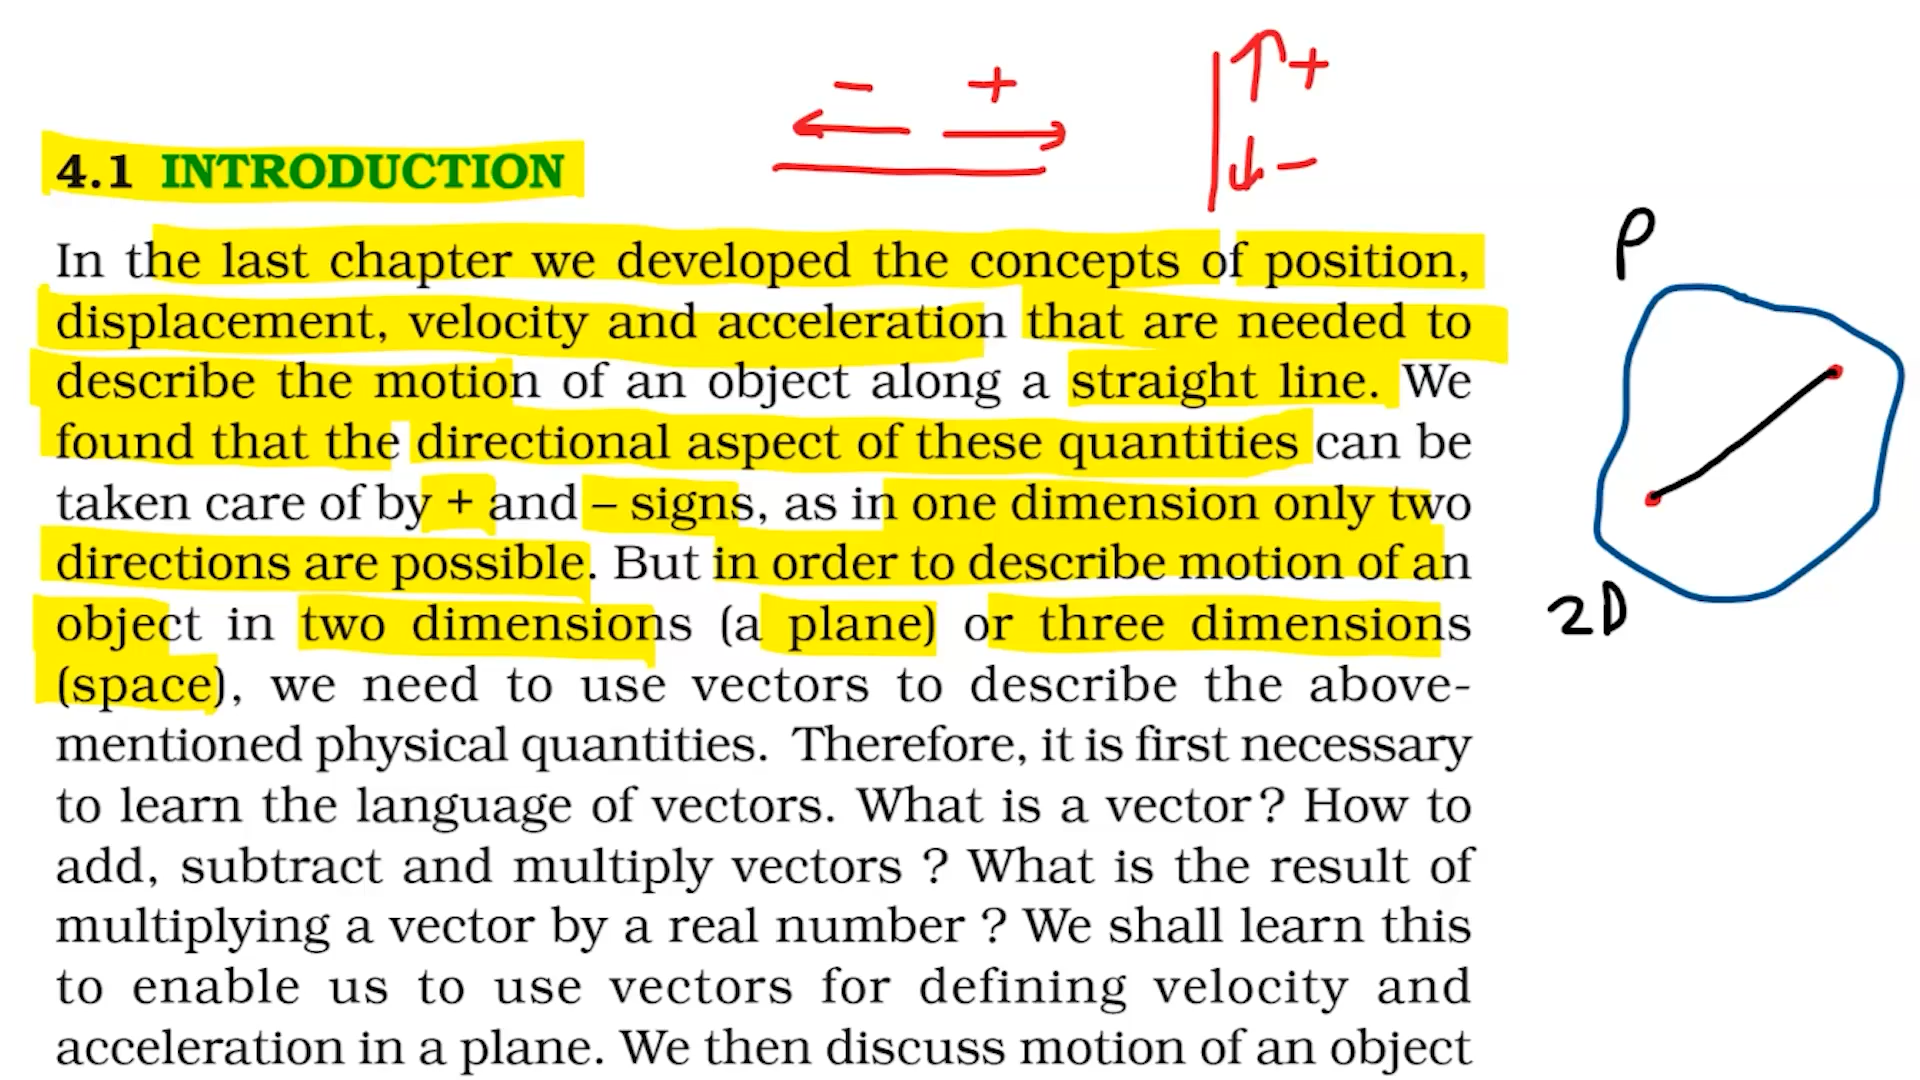 - +
+
-
4.1 INTRODUCTION
In the last chapter we developed the concepts of position,
displacement, velocity and acceleration that are needed to
describe the motion of an object along a straight line. We
found that the directional aspect of these quantities can be
taken care of by + and – signs, as in one dimension only two
directions are possible. But in order to describe motion of an
object in two dimensions (a plane) or three dimensions
(space), we need to use vectors to describe the above-
mentioned physical quantities. Therefore, it is first necessary
to learn the language of vectors. What is a vector? How to
add, subtract and multiply vectors ? What is the result of
multiplying a vector by a real number ? We shall learn this
to enable us to use vectors for defining velocity and
acceleration in a plane. We then discuss motion of an object
P
2D